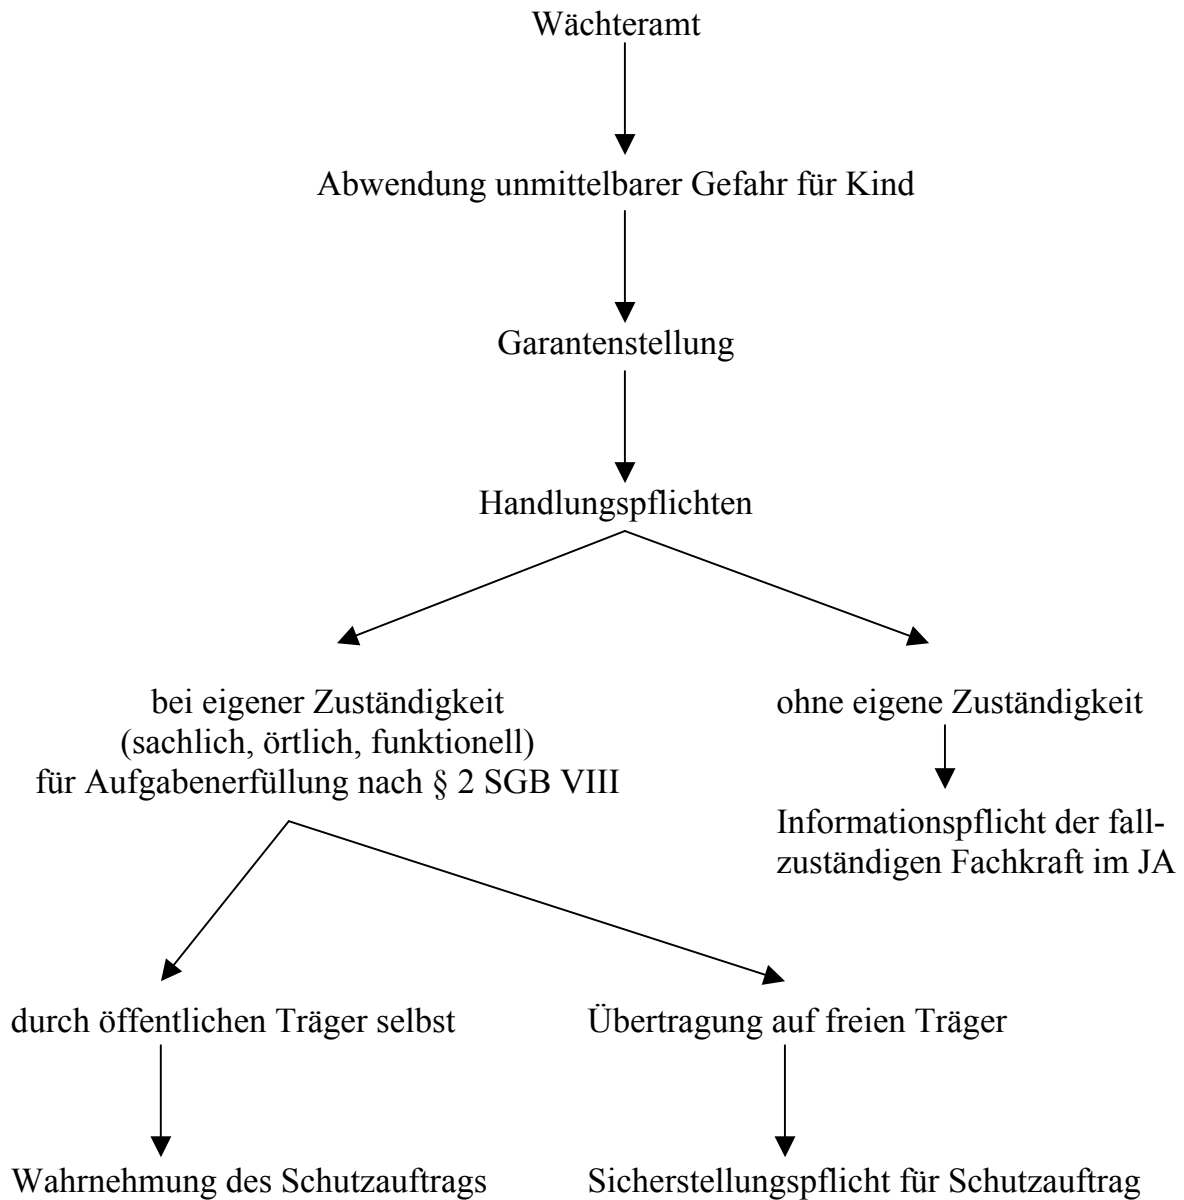 Wächteramt
Abwendung unmittelbarer Gefahr für Kind
Garantenstellung
Handlungspflichten
bei eigener Zuständigkeit
(sachlich, örtlich, funktionell)
für Aufgabenerfüllung nach § 2 SGB VIII
ohne eigene Zuständigkeit
Informationspflicht der fall-
zuständigen Fachkraft im JA
durch öffentlichen Träger selbst
Übertragung auf freien Träger
Wahrnehmung des Schutzauftrags
Sicherstellungspflicht für Schutzauftrag